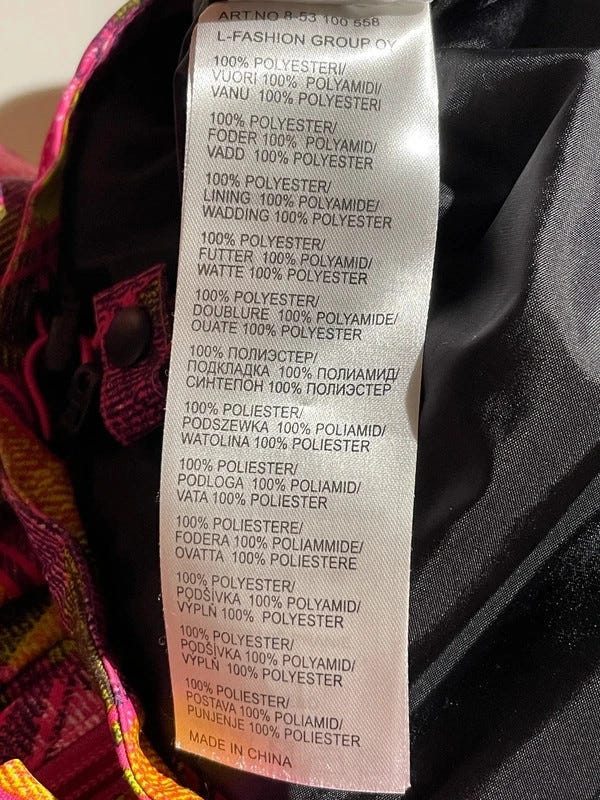 ART.NO 8-53 100 558
L-FASHION GROUP OY
100% POLYESTERI/
VUORI 100% POLYAMIDI/
VANU 100% POLYESTERI
100% POLYESTER/
FODER 100% POLYAMID/
VADD 100% POLYESTER
100% POLYESTER/
LINING 100% POLYAMIDE/
WADDING 100% POLYESTER
100% POLYESTER/
FUTTER 100% POLYAMID/
WATTE 100% POLYESTER
100% POLYESTER/
DOUBLURE 100% POLYAMIDE/
OUATE 100% POLYESTER
100% ПОЛИЭСТЕР/
ПОДКЛАДКА 100% ПОЛИАМИД/
СИНТЕПОН 100% ПОЛИЭСТЕР
100% POLIESTER/
PODSZEWKA 100% POLIAMID/
WATOLINA 100% POLIESTER
100% POLIESTER/
PODLOGA 100% POLIAMID/
VATA 100% POLIESTER
100% POLIESTERE/
FODERA 100% POLIAMMIDE/
OVATTA 100% POLIESTERE
100% POLYESTER/
PODŠÍVKA 100% POLYAMID/
VÝPLŇ 100% POLYESTER
100% POLYESTER/
PODŠÍVKA 100% POLYAMID/
VÝPLŇ 100% POLYESTER
100% POLIESTER/
POSTAVA 100% POLIAMID/
PUNJENJE 100% POLIESTER
MADE IN CHINA